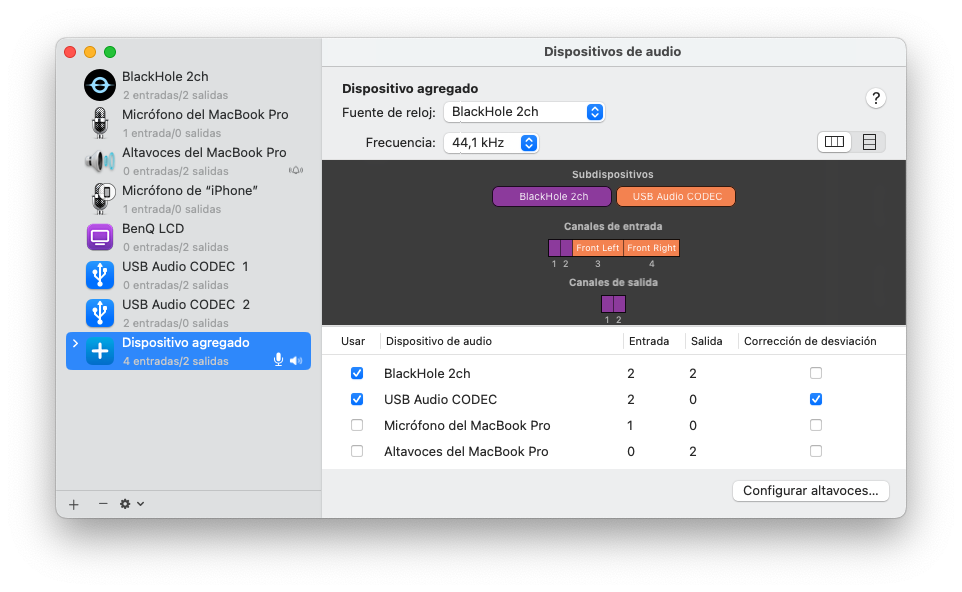 Dispositivos de audio
BlackHole 2ch
2 entradas/2 salidas
Micrófono del MacBook Pro
1 entrada/0 salidas
Altavoces del MacBook Pro
0 entradas/2 salidas
Micrófono de “iPhone”
1 entrada/0 salidas
BenQ LCD
0 entradas/2 salidas
USB Audio CODEC 1
0 entradas/2 salidas
USB Audio CODEC 2
2 entradas/0 salidas
Dispositivo agregado
4 entradas/2 salidas
Dispositivo agregado
?
Fuente de reloj: BlackHole 2ch
Frecuencia: 44,1 kHz
Subdispositivos
BlackHole 2ch USB Audio CODEC
Canales de entrada
Front Left Front Right
1 2 3 4
Canales de salida
1 2
Usar Dispositivo de audio Entrada Salida Corrección de desviación
BlackHole 2ch 2 2
USB Audio CODEC 2 0
Micrófono del MacBook Pro 1 0
Altavoces del MacBook Pro 0 2
Configurar altavoces...